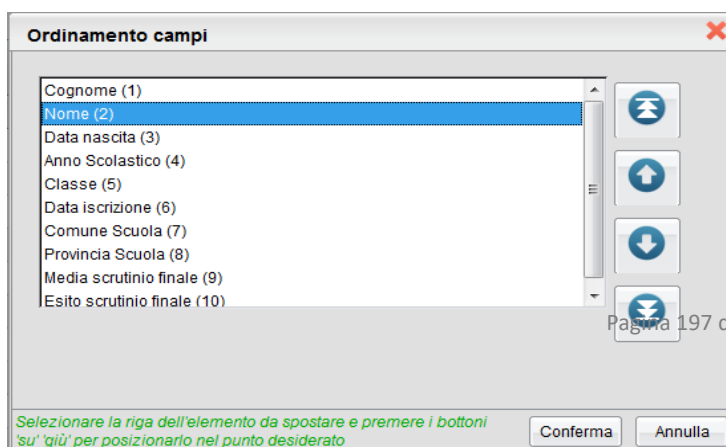 Ordinamento campi
Cognome (1)
Nome (2)
Data nascita (3)
Anno Scolastico (4)
Classe (5)
Data iscrizione (6)
Comune Scuola (7)
Provincia Scuola (8)
Media scrutinio finale (9)
Esito scrutinio finale (10)
Pagina 197 d
Selezionare la riga dell'elemento da spostare e premere i bottoni
'su' 'giù' per posizionarlo nel punto desiderato
Conferma
Annulla